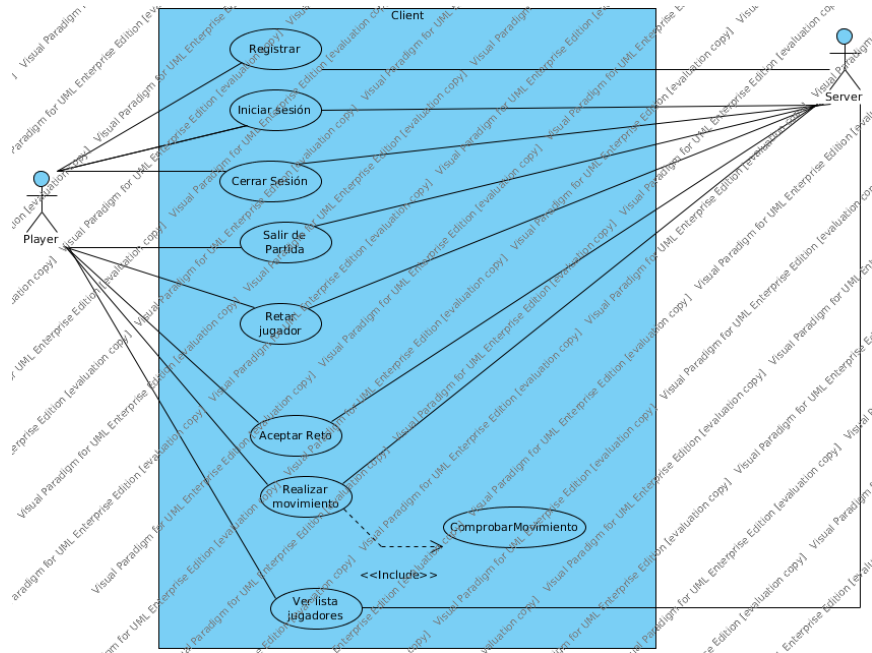 Client
Registrar
Server
Iniciar sesión
Cerrar Sesión
Player
Salir de
Partida
Retar
jugador
Aceptar Reto
Realizar
movimiento
ComprobarMovimiento
<<Include>>
Ver lista
jugadores
Visual Paradigm for UML Enterprise Edition [evaluation copy]